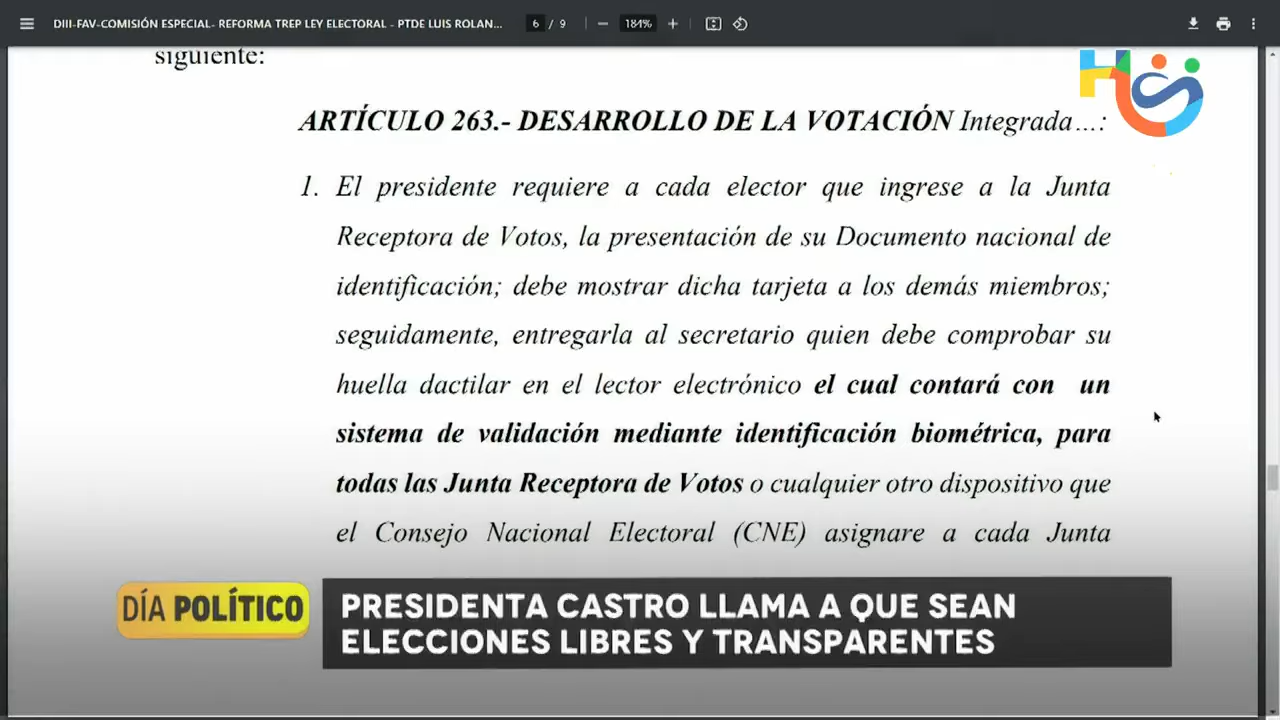 DIII-FAV-COMISIÓN ESPECIAL- REFORMA TREP LEY ELECTORAL - PTDE LUIS ROLAN...
6 / 9
184%
siguiente:
ARTÍCULO 263.- DESARROLLO DE LA VOTACIÓN Integrada…:
1. El presidente requiere a cada elector que ingrese a la Junta
Receptora de Votos, la presentación de su Documento nacional de
identificación; debe mostrar dicha tarjeta a los demás miembros;
seguidamente, entregarla al secretario quien debe comprobar su
huella dactilar en el lector electrónico el cual contará con un
sistema de validación mediante identificación biométrica, para
todas las Junta Receptora de Votos o cualquier otro dispositivo que
el Consejo Nacional Electoral (CNE) asignare a cada Junta
DÍA POLÍTICO
PRESIDENTA CASTRO LLAMA A QUE SEAN
ELECCIONES LIBRES Y TRANSPARENTES